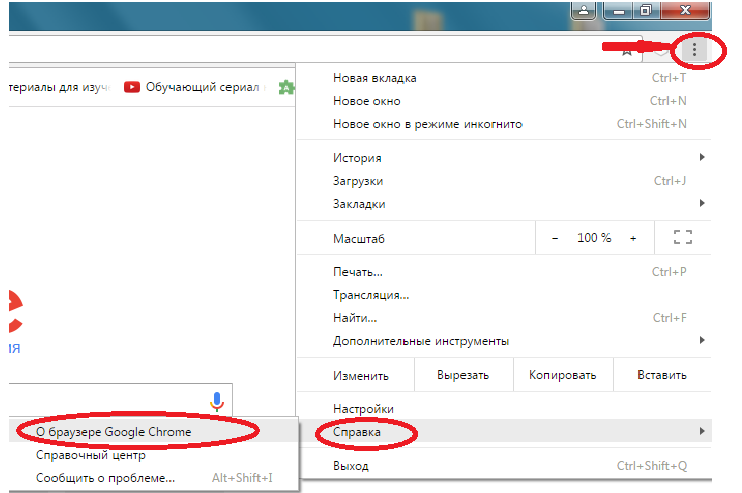 териалы для изуч Обучающий сериал
Новая вкладка Ctrl+T
Новое окно Ctrl+N
Новое окно в режиме инкогнито Ctrl+Shift+N
История
Загрузки Ctrl+J
Закладки
Масштаб − 100 % +
Печать... Ctrl+P
Трансляция...
Найти... Ctrl+F
Дополнительные инструменты
ия
Изменить Вырезать Копировать Вставить
Настройки
Справка
Выход Ctrl+Shift+Q
О браузере Google Chrome
Справочный центр
Сообщить о проблеме... Alt+Shift+I